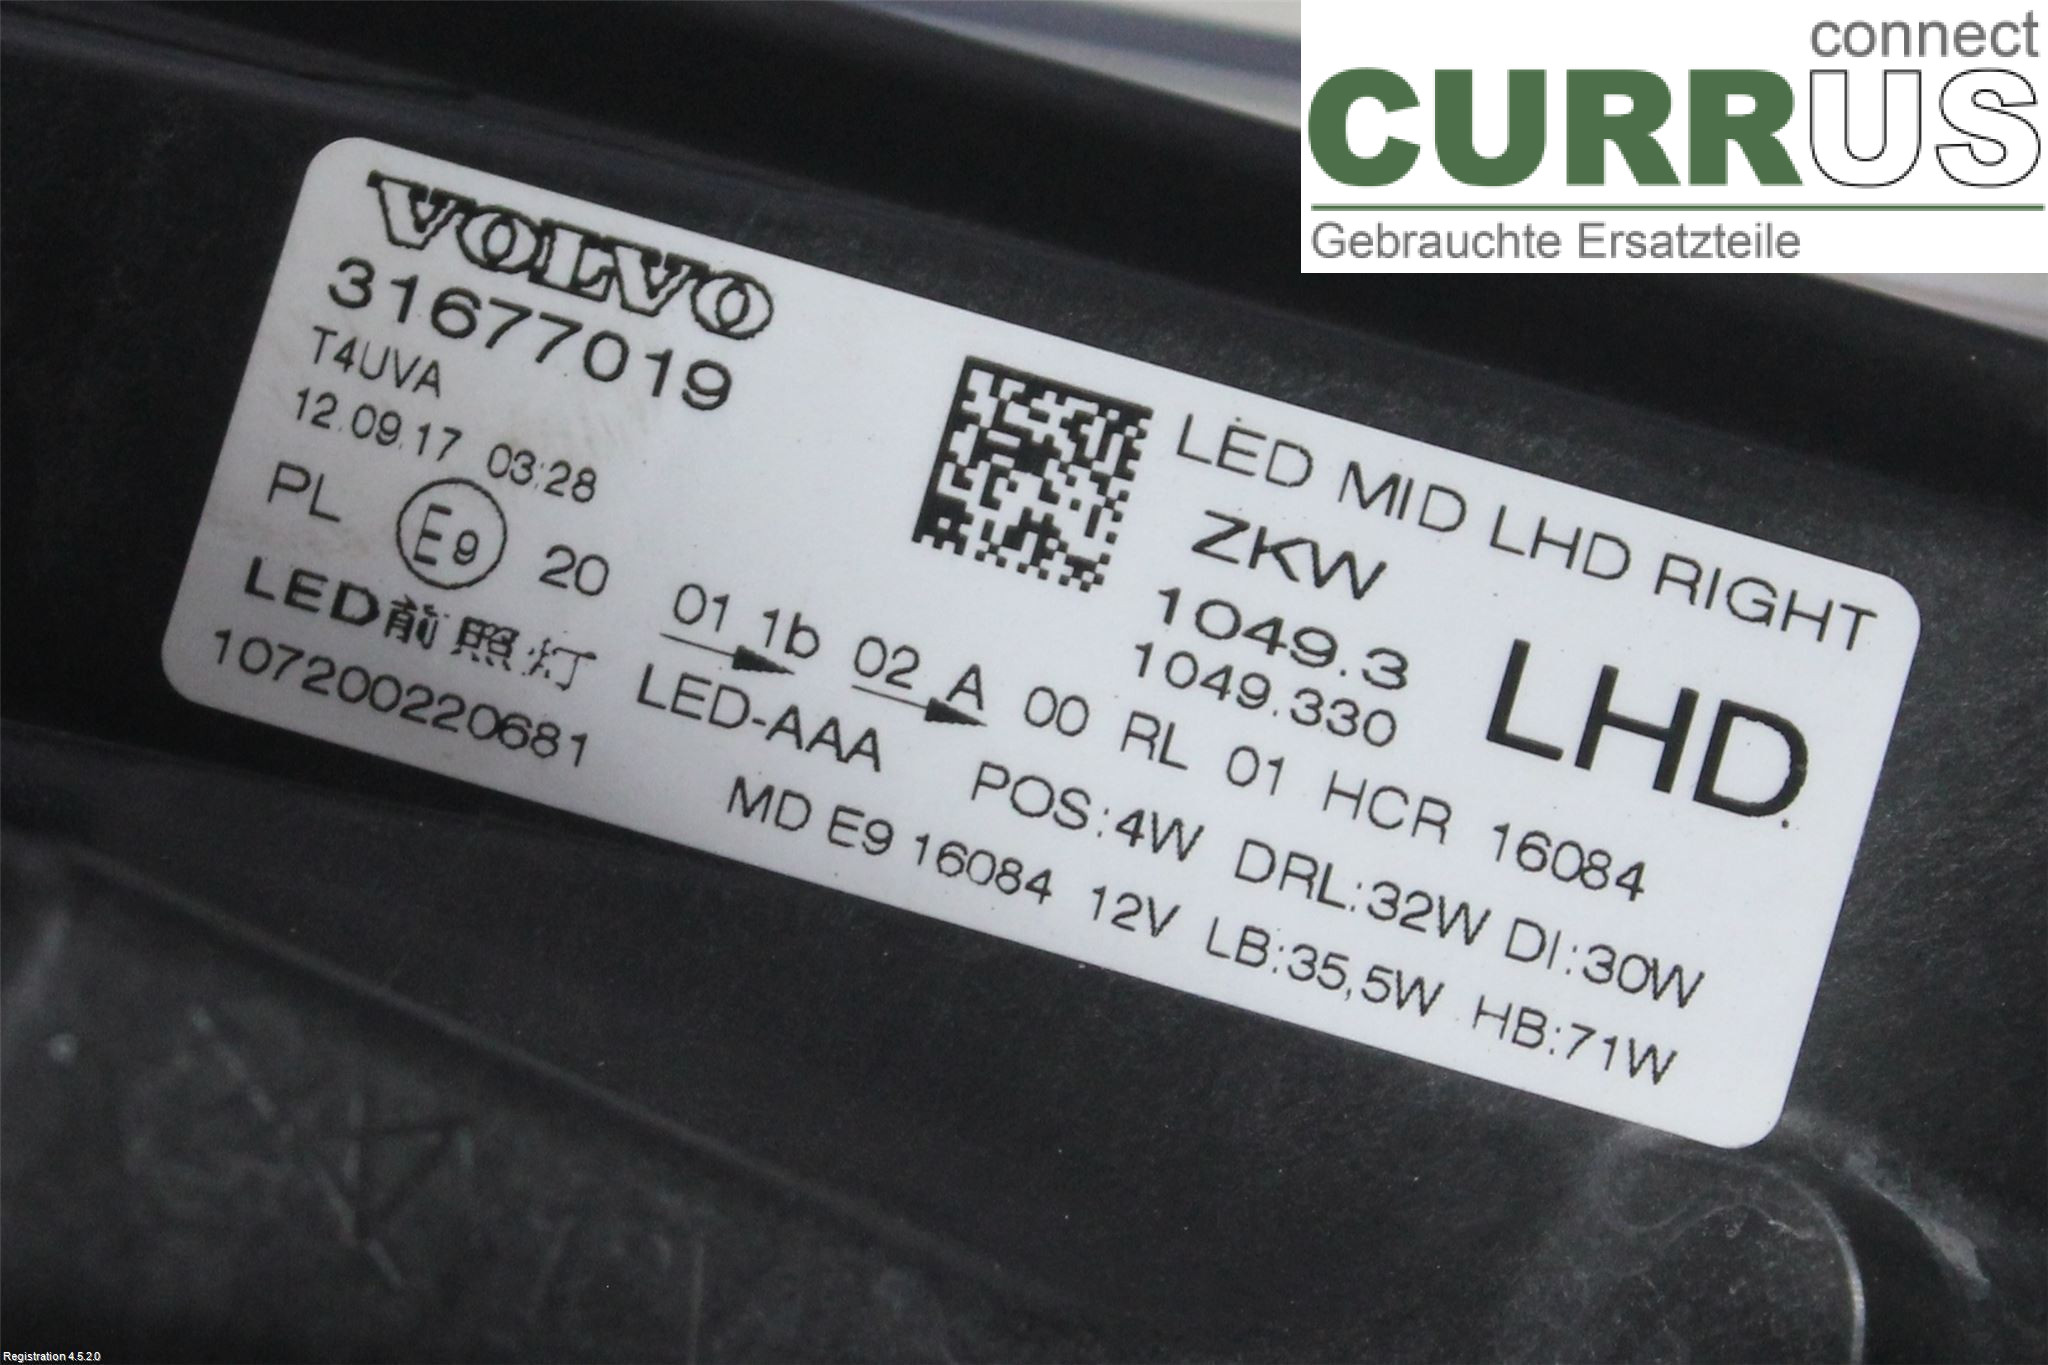 connect
CURRUS
Gebrauchte Ersatzteile
VOLVO
31677019
T4UVA
12.09.17 03:28
PL E9 20 01 1b 02 A 00 RL 01 HCR 16084
LED前照灯 LED-AAA POS:4W DRL:32W DI:30W
107200220681 MD E9 16084 12V LB:35,5W HB:71W
LED MID LHD RIGHT
ZKW
1049.3
1049.330
LHD
Registration 4.5.2.0